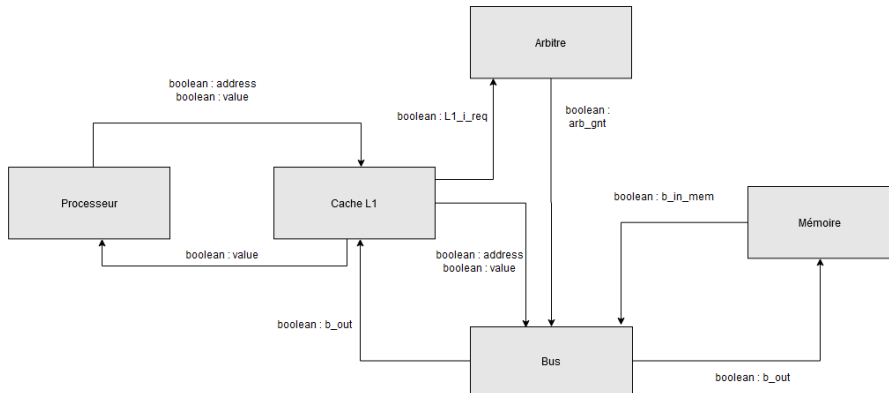 Arbitre
boolean : address
boolean : value
boolean : L1_i_req
boolean :
arb_gnt
Processeur
Cache L1
boolean : b_in_mem
Mémoire
boolean : value
boolean : address
boolean : value
boolean : b_out
Bus
boolean : b_out